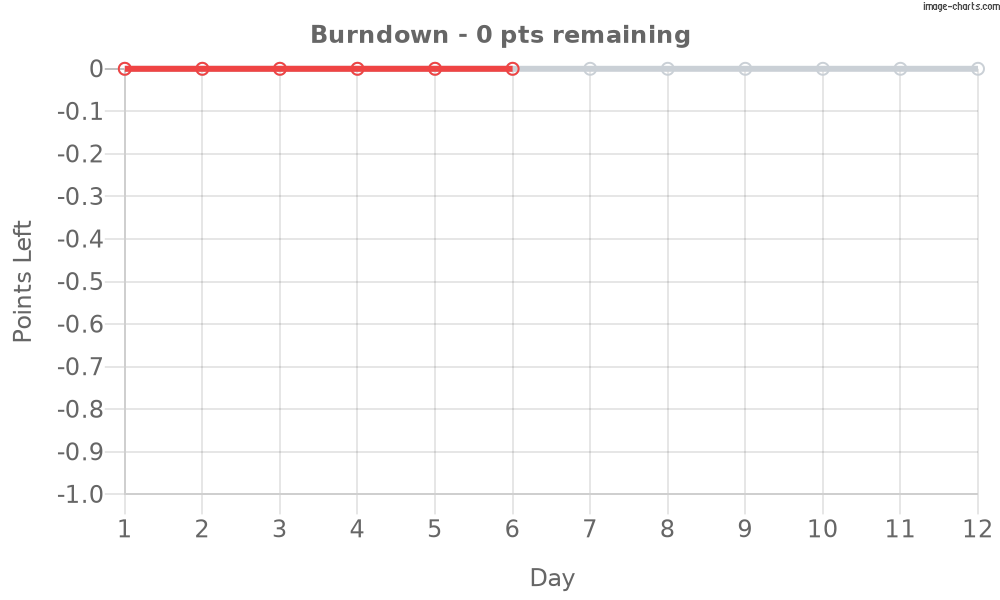 image-charts.com
Burndown - 0 pts remaining
0
-0.1
-0.2
-0.3
-0.4
-0.5
-0.6
-0.7
-0.8
-0.9
-1.0
Points Left
1 2 3 4 5 6 7 8 9 10 11 12
Day